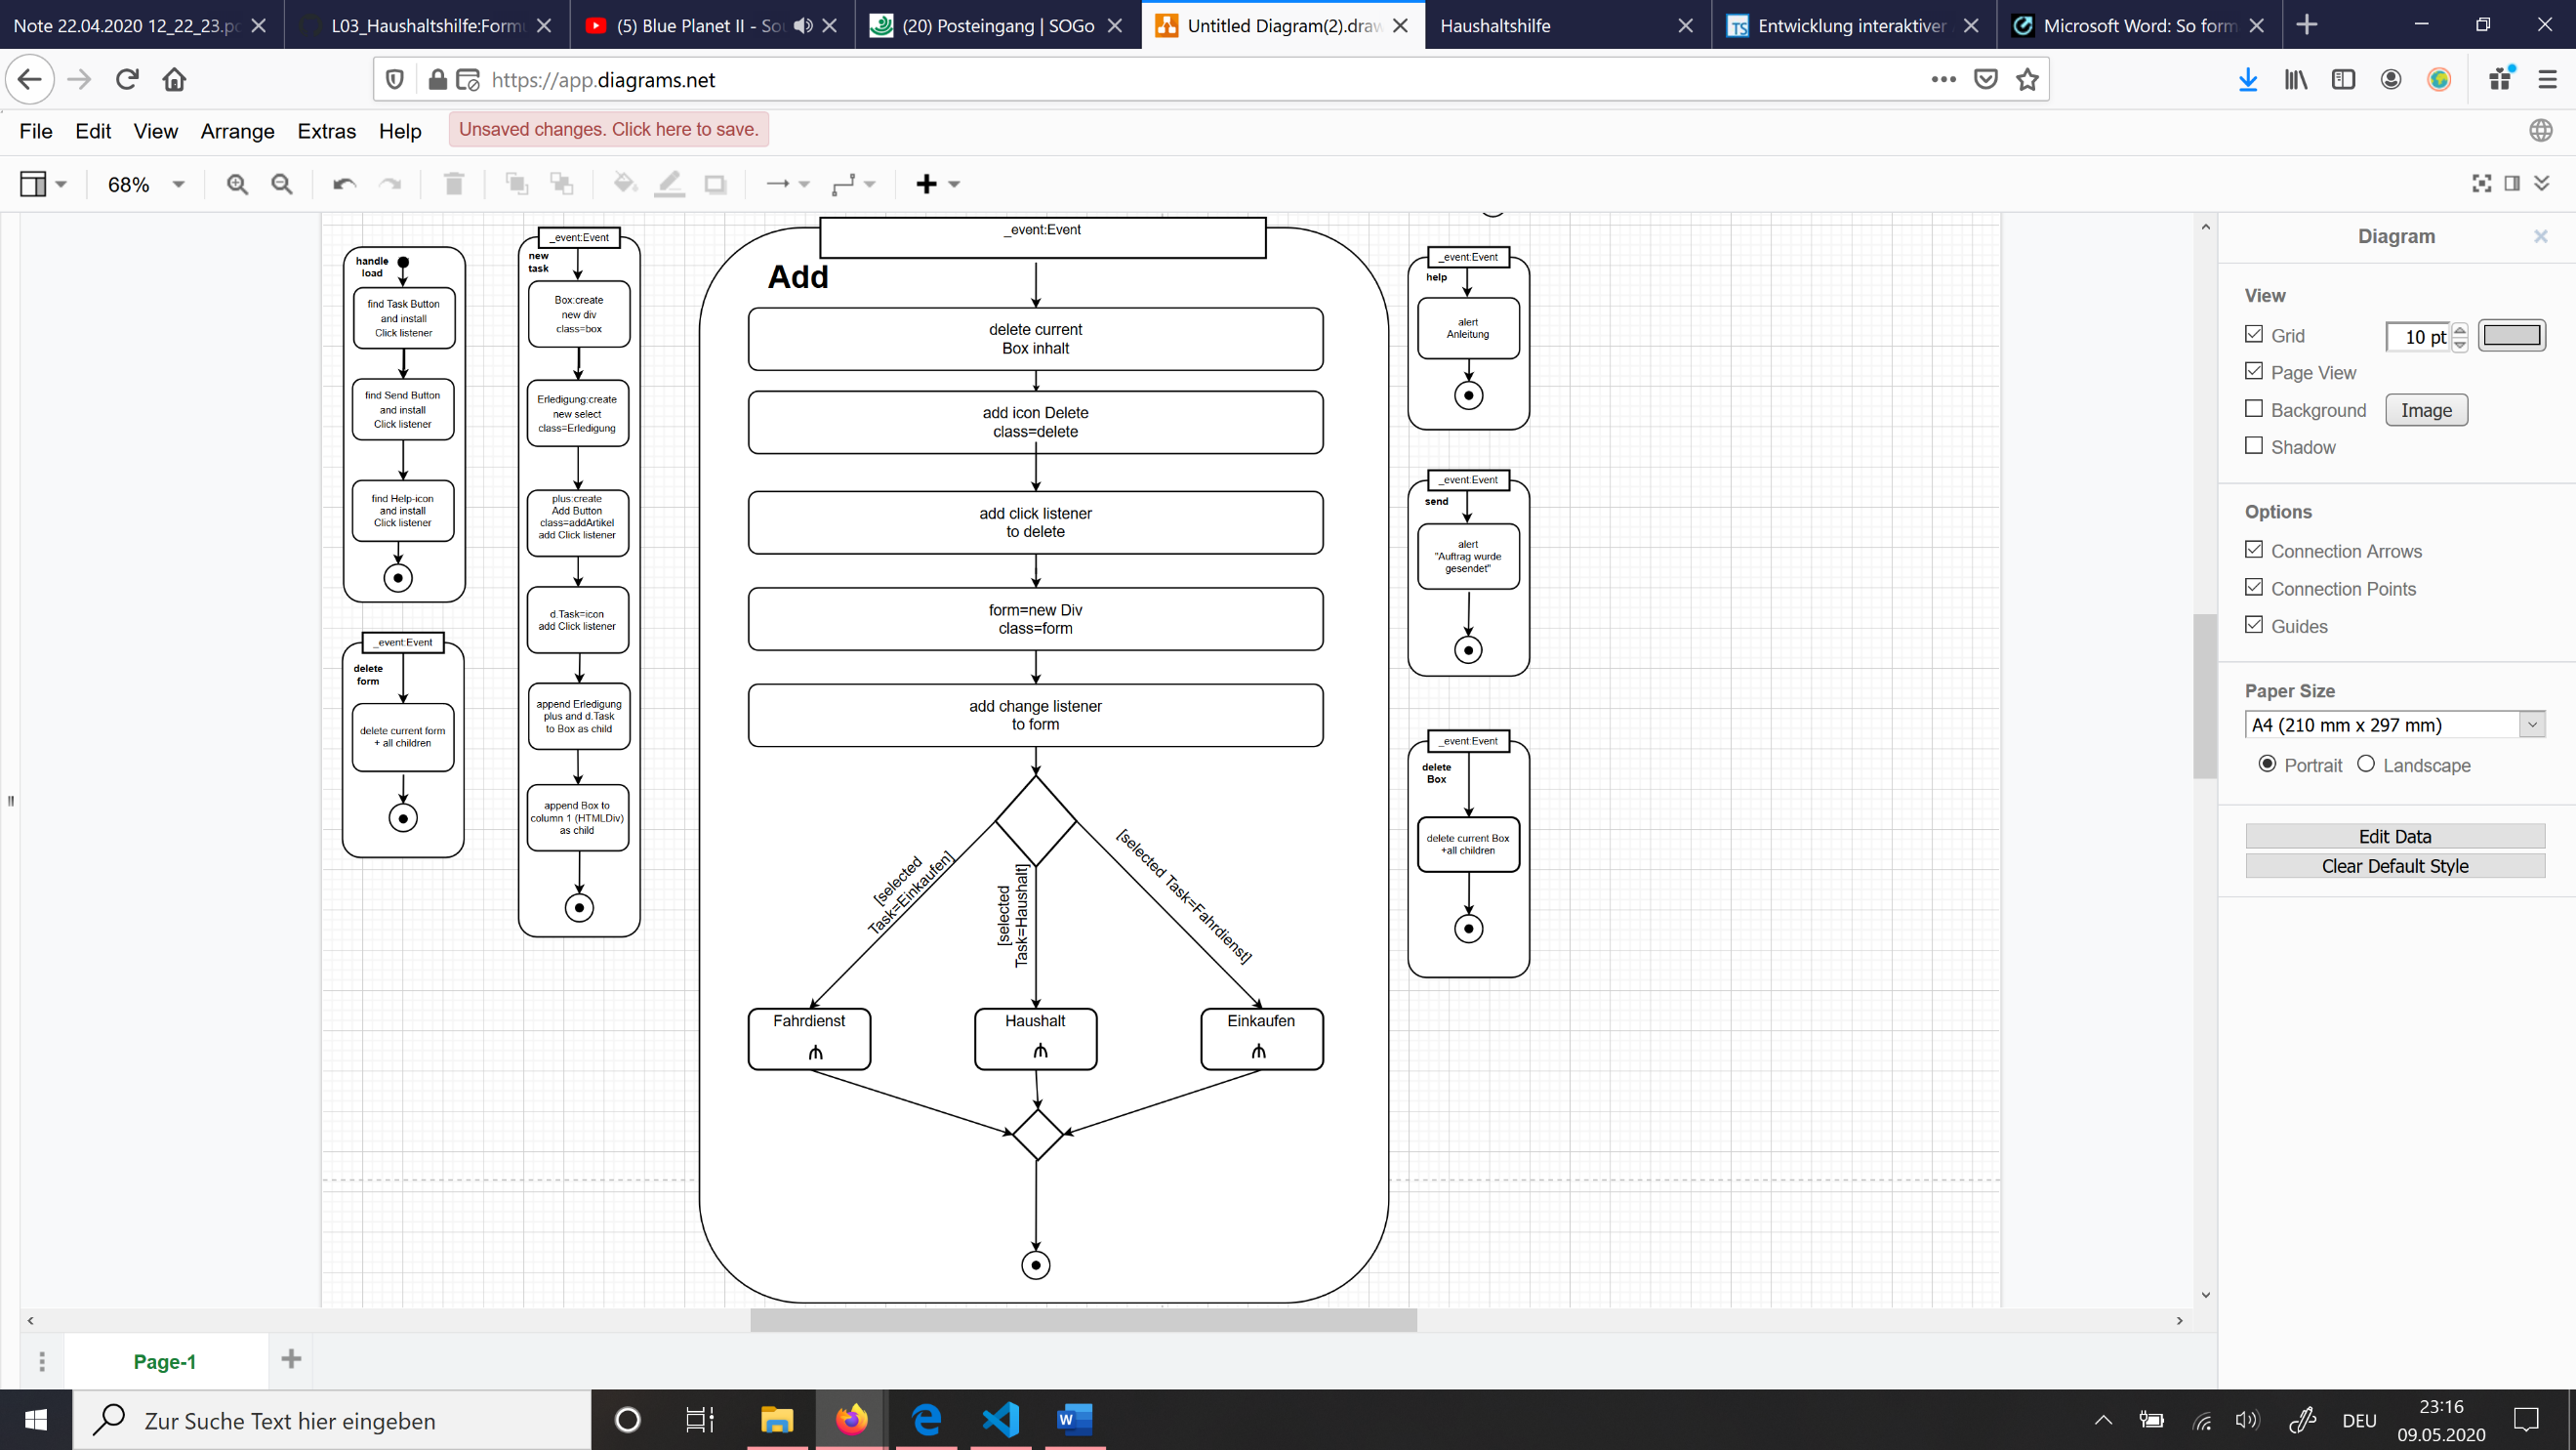 Note 22.04.2020 12_22_23.pd
L03_Haushaltshilfe:Formu
(5) Blue Planet II - Sou
(20) Posteingang | SOGo
Untitled Diagram(2).draw
Haushaltshilfe
TS
Entwicklung interaktiver
Microsoft Word: So form
https://app.diagrams.net
File
Edit
View
Arrange
Extras
Help
Unsaved changes. Click here to save.
68%
handle
load
find Task Button
and install
Click listener
find Send Button
and install
Click listener
find Help-icon
and install
Click listener
_event:Event
delete
form
delete current form
+ all children
_event:Event
new
task
Box:create
new div
class=box
Erledigung:create
new select
class=Erledigung
plus:create
Add Button
class=addArtikel
add Click listener
d.Task=icon
add Click listener
append Erledigung
plus and d.Task
to Box as child
append Box to
column 1 (HTMLDiv)
as child
_event:Event
Add
delete current
Box inhalt
add icon Delete
class=delete
add click listener
to delete
form=new Div
class=form
add change listener
to form
[selected
Task=Einkaufen]
[selected
Task=Haushalt]
[selected Task=Fahrdienst]
Fahrdienst
Haushalt
Einkaufen
_event:Event
help
alert
Anleitung
_event:Event
send
alert
"Auftrag wurde
gesendet"
_event:Event
delete
Box
delete current Box
+all children
Diagram
View
Grid
10 pt
Page View
Background
Image
Shadow
Options
Connection Arrows
Connection Points
Guides
Paper Size
A4 (210 mm x 297 mm)
Portrait
Landscape
Edit Data
Clear Default Style
Page-1
Zur Suche Text hier eingeben
W
DEU
23:16
09.05.2020